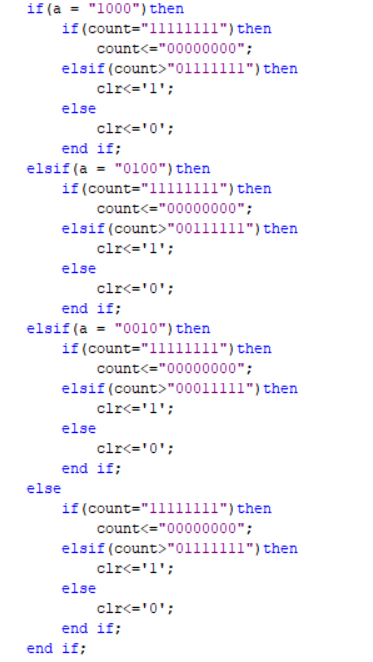 if(a = "1000")then
if(count="11111111")then
count<="00000000";
elsif(count>"01111111")then
clr<='1';
else
clr<='0';
end if;
elsif(a = "0100")then
if(count="11111111")then
count<="00000000";
elsif(count>"00111111")then
clr<='1';
else
clr<='0';
end if;
elsif(a = "0010")then
if(count="11111111")then
count<="00000000";
elsif(count>"00011111")then
clr<='1';
else
clr<='0';
end if;
else
if(count="11111111")then
count<="00000000";
elsif(count>"01111111")then
clr<='1';
else
clr<='0';
end if;
end if;